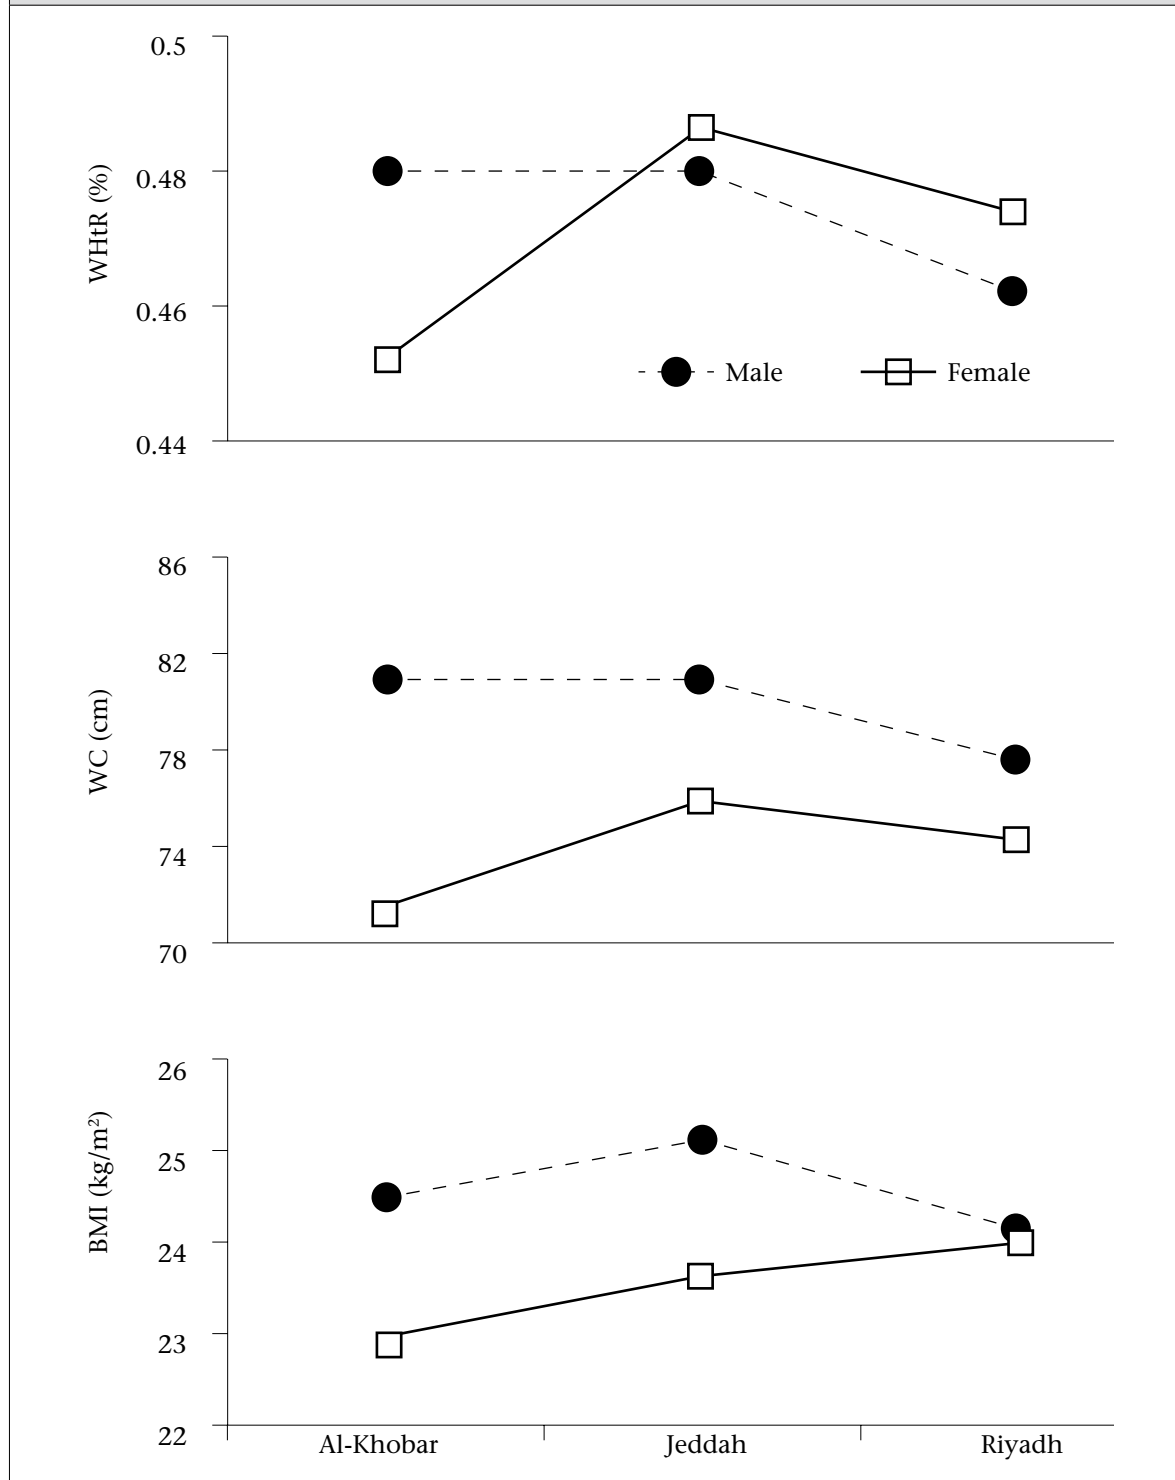 0.5
0.48
0.46
0.44
WHtR (%)
Male
Female
86
82
78
74
70
WC (cm)
26
25
24
23
22
BMI (kg/m²)
Al-Khobar
Jeddah
Riyadh